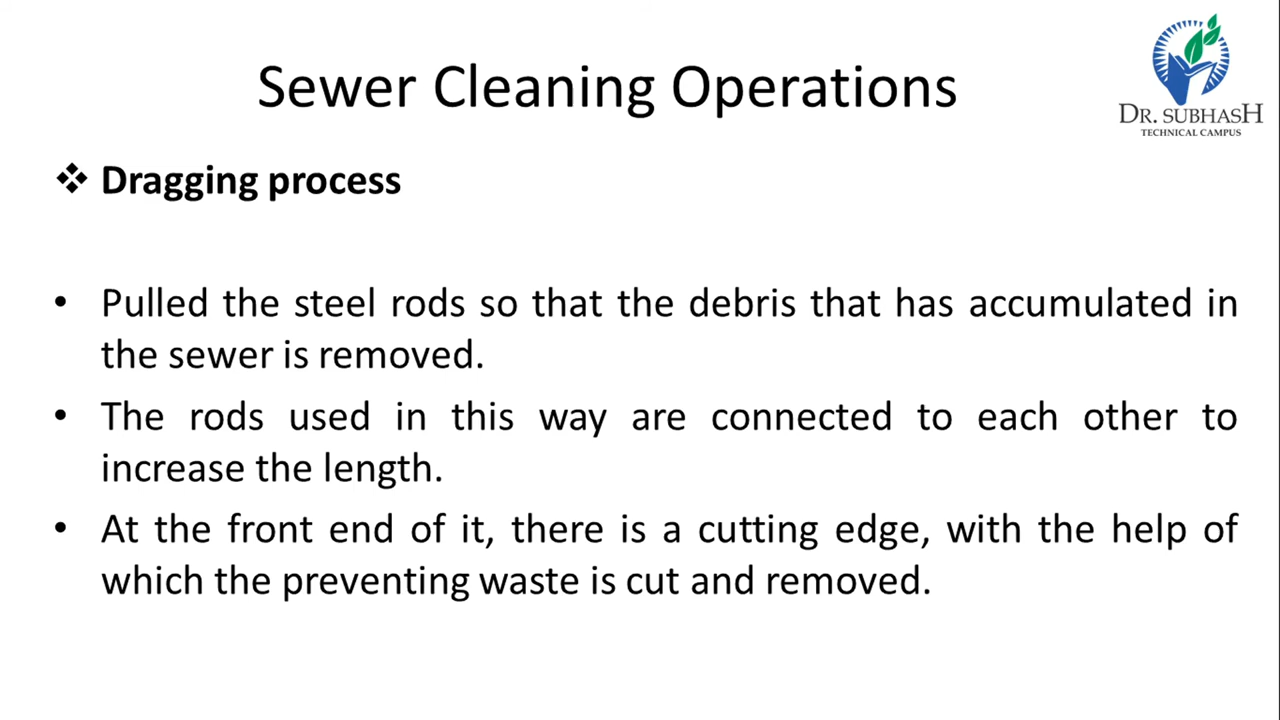 Sewer Cleaning Operations
DR. SUBHASH
TECHNICAL CAMPUS
❖ Dragging process
• Pulled the steel rods so that the debris that has accumulated in
the sewer is removed.
• The rods used in this way are connected to each other to
increase the length.
• At the front end of it, there is a cutting edge, with the help of
which the preventing waste is cut and removed.